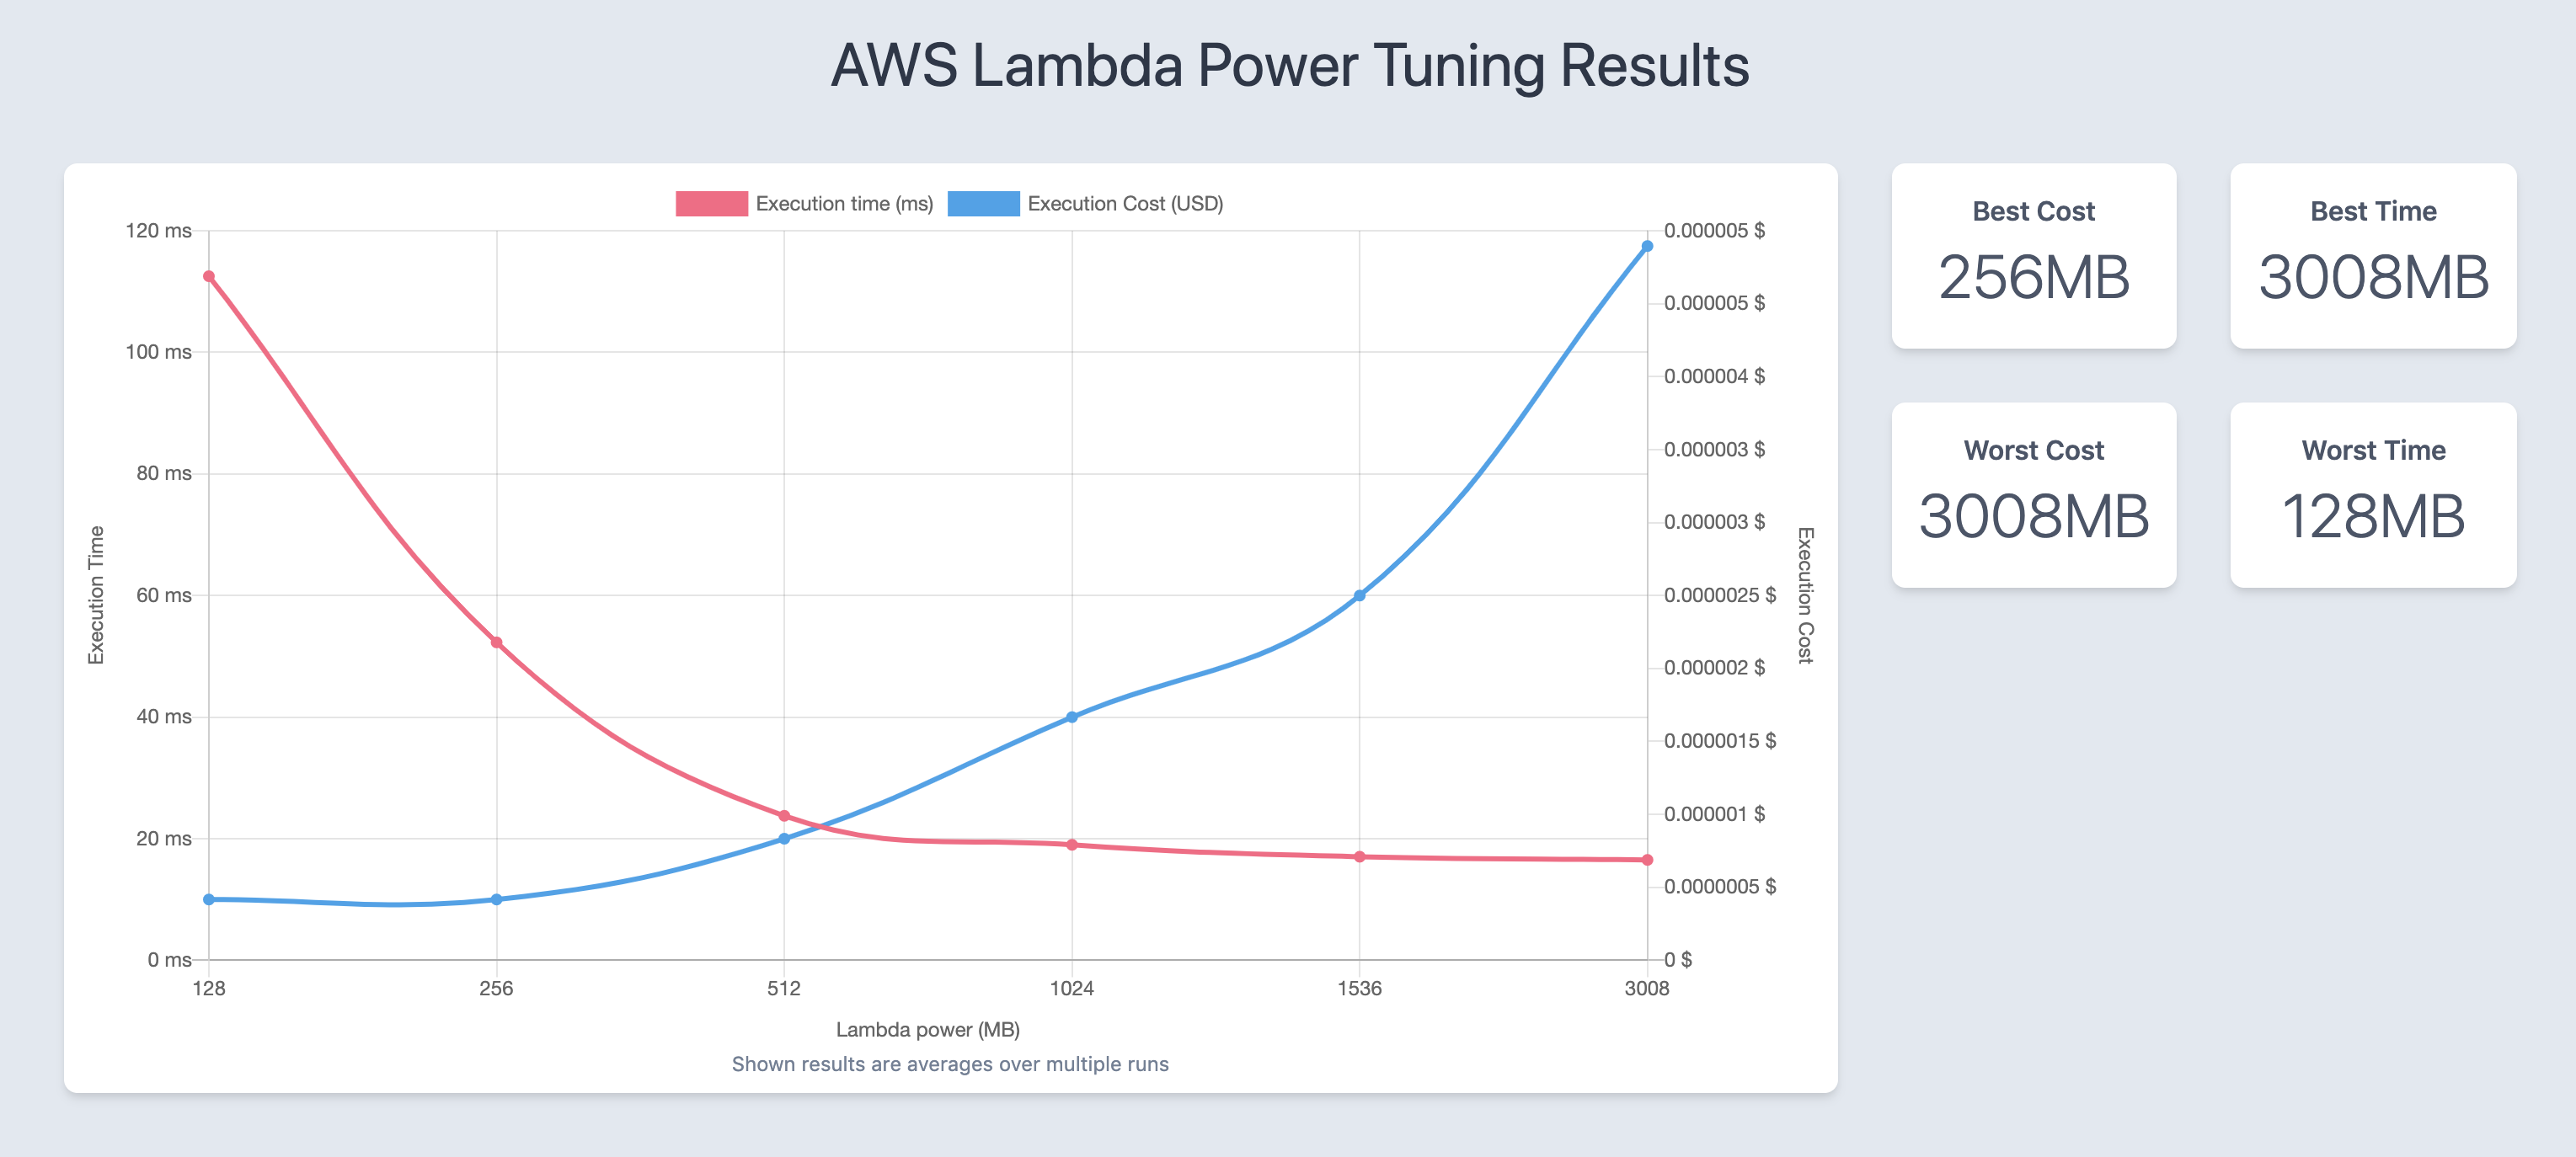 AWS Lambda Power Tuning Results
Execution time (ms) Execution Cost (USD)
120 ms
100 ms
80 ms
60 ms
40 ms
20 ms
0 ms
Execution Time
0.000005 $
0.000005 $
0.000004 $
0.000003 $
0.000003 $
0.0000025 $
0.000002 $
0.0000015 $
0.000001 $
0.0000005 $
0 $
Execution Cost
128 256 512 1024 1536 3008
Lambda power (MB)
Shown results are averages over multiple runs
Best Cost
256MB
Best Time
3008MB
Worst Cost
3008MB
Worst Time
128MB